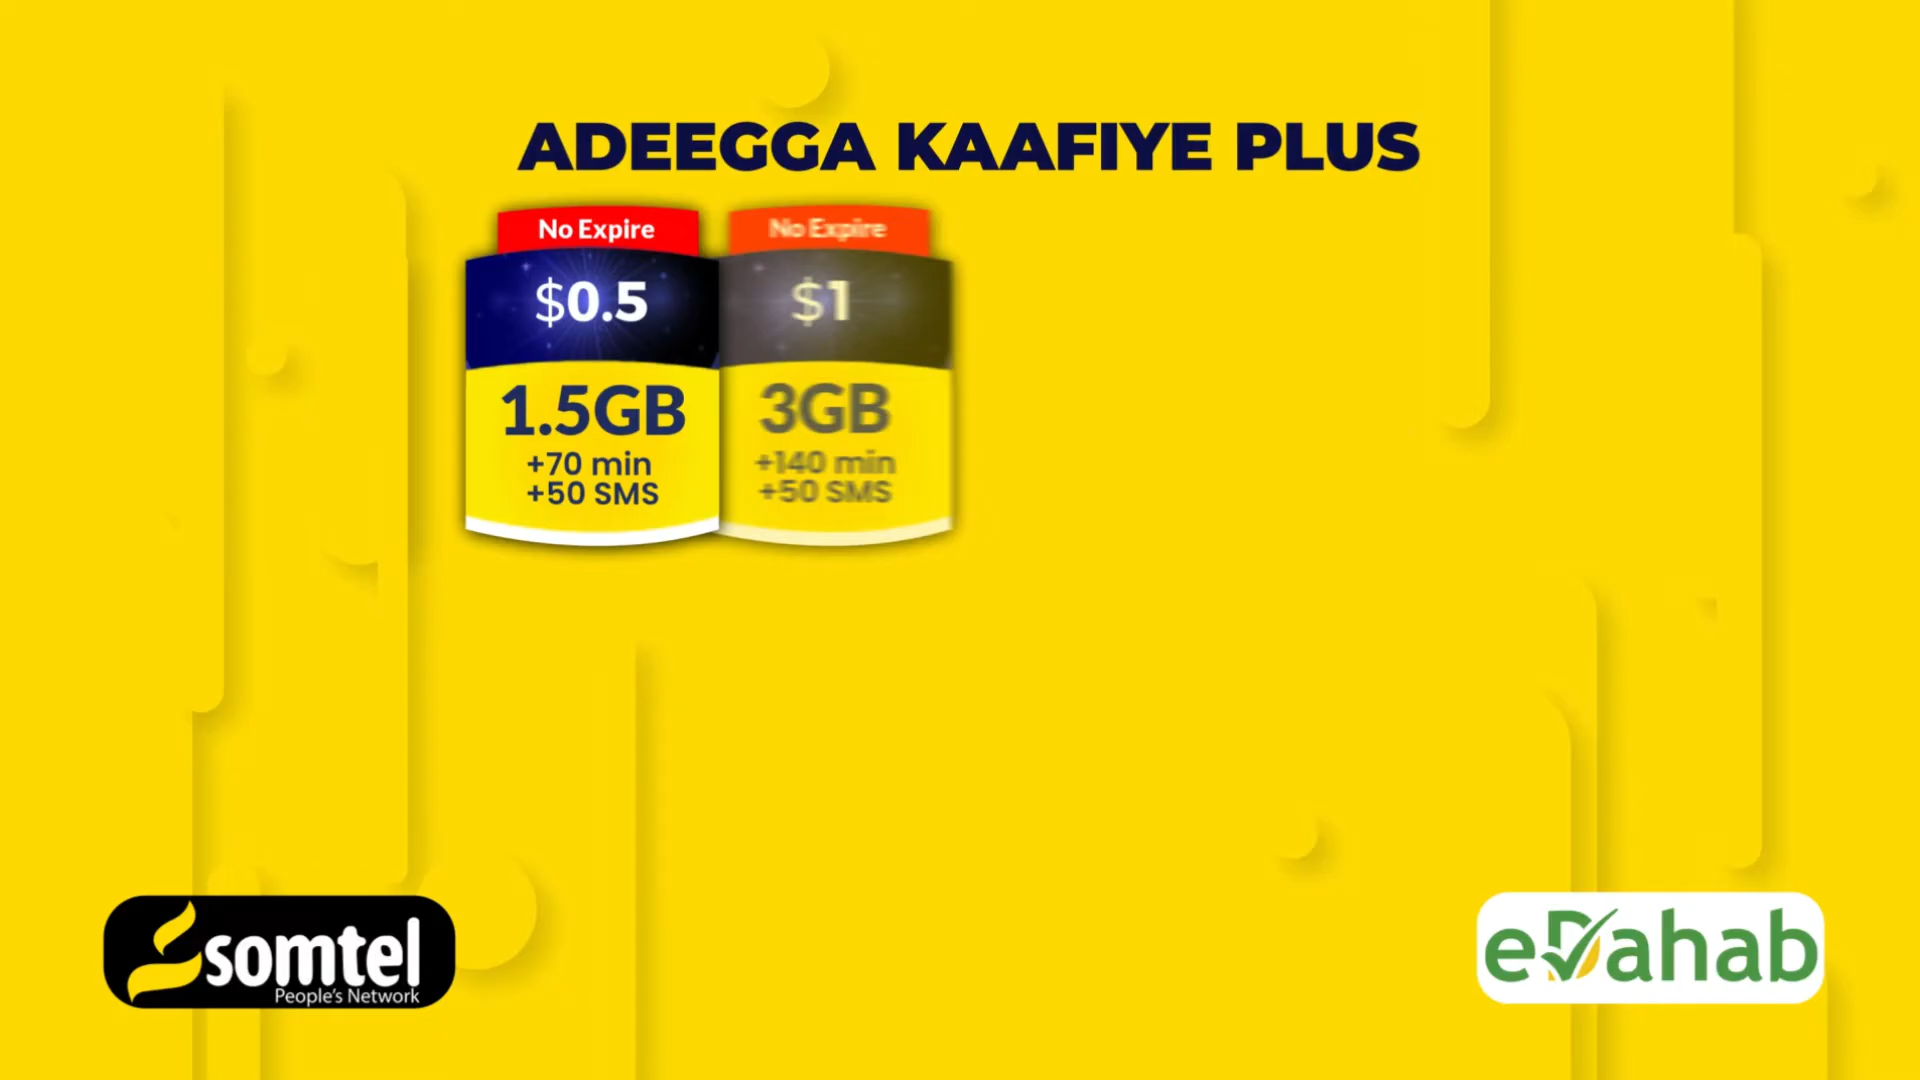 ADEEGGA KAAFIYE PLUS
No Expire
$0.5
1.5GB
+70 min
+50 SMS
No Expire
$1
3GB
+140 min
+50 SMS
somtel
People's Network
eDahab